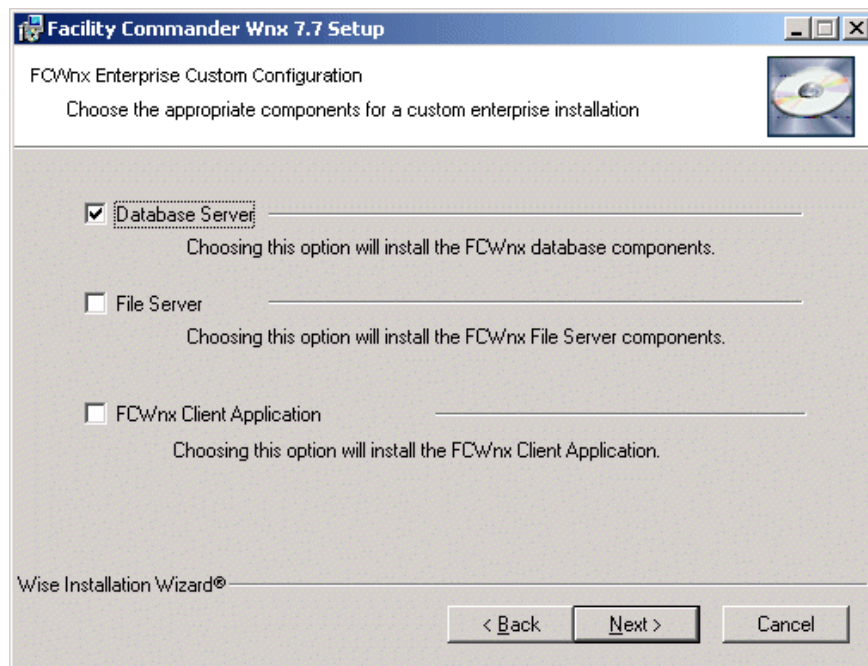 Facility Commander Wnx 7.7 Setup
FCWnx Enterprise Custom Configuration
Choose the appropriate components for a custom enterprise installation
Database Server
Choosing this option will install the FCWnx database components.
File Server
Choosing this option will install the FCWnx File Server components.
FCWnx Client Application
Choosing this option will install the FCWnx Client Application.
Wise Installation Wizard®
< Back Next > Cancel